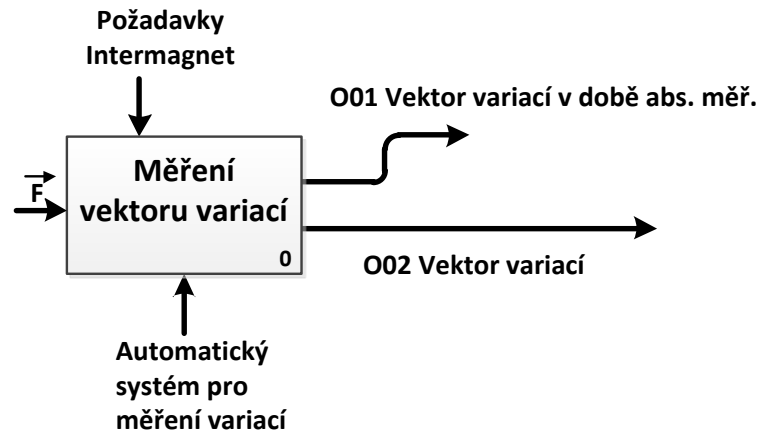 Požadavky
Intermagnet
O01 Vektor variací v době abs. měř.
F
Měření
vektoru variací
0
O02 Vektor variací
Automatický
systém pro
měření variací